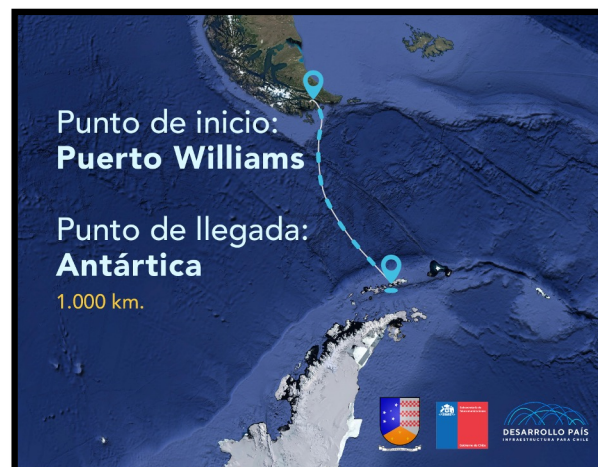 Punto de inicio:
Puerto Williams
Punto de llegada:
Antártica
1.000 km.
DESARROLLO PAÍS
INFRAESTRUCTURA PARA CHILE